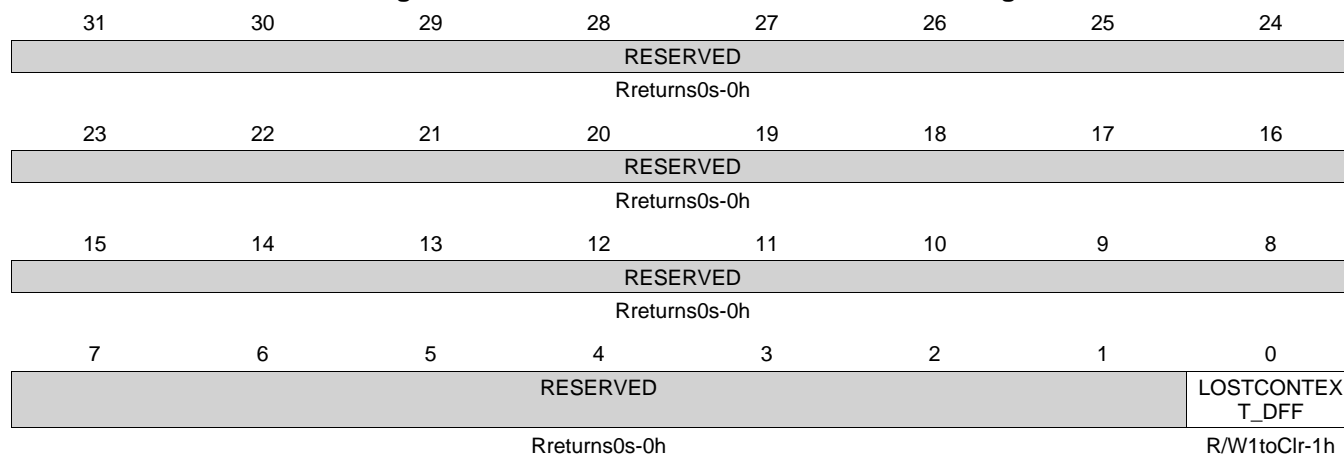 31 30 29 28 27 26 25 24
RESERVED
Rreturns0s-0h
23 22 21 20 19 18 17 16
RESERVED
Rreturns0s-0h
15 14 13 12 11 10 9 8
RESERVED
Rreturns0s-0h
7 6 5 4 3 2 1 0
RESERVED LOSTCONTEX
T_DFF
Rreturns0s-0h R/W1toClr-1h